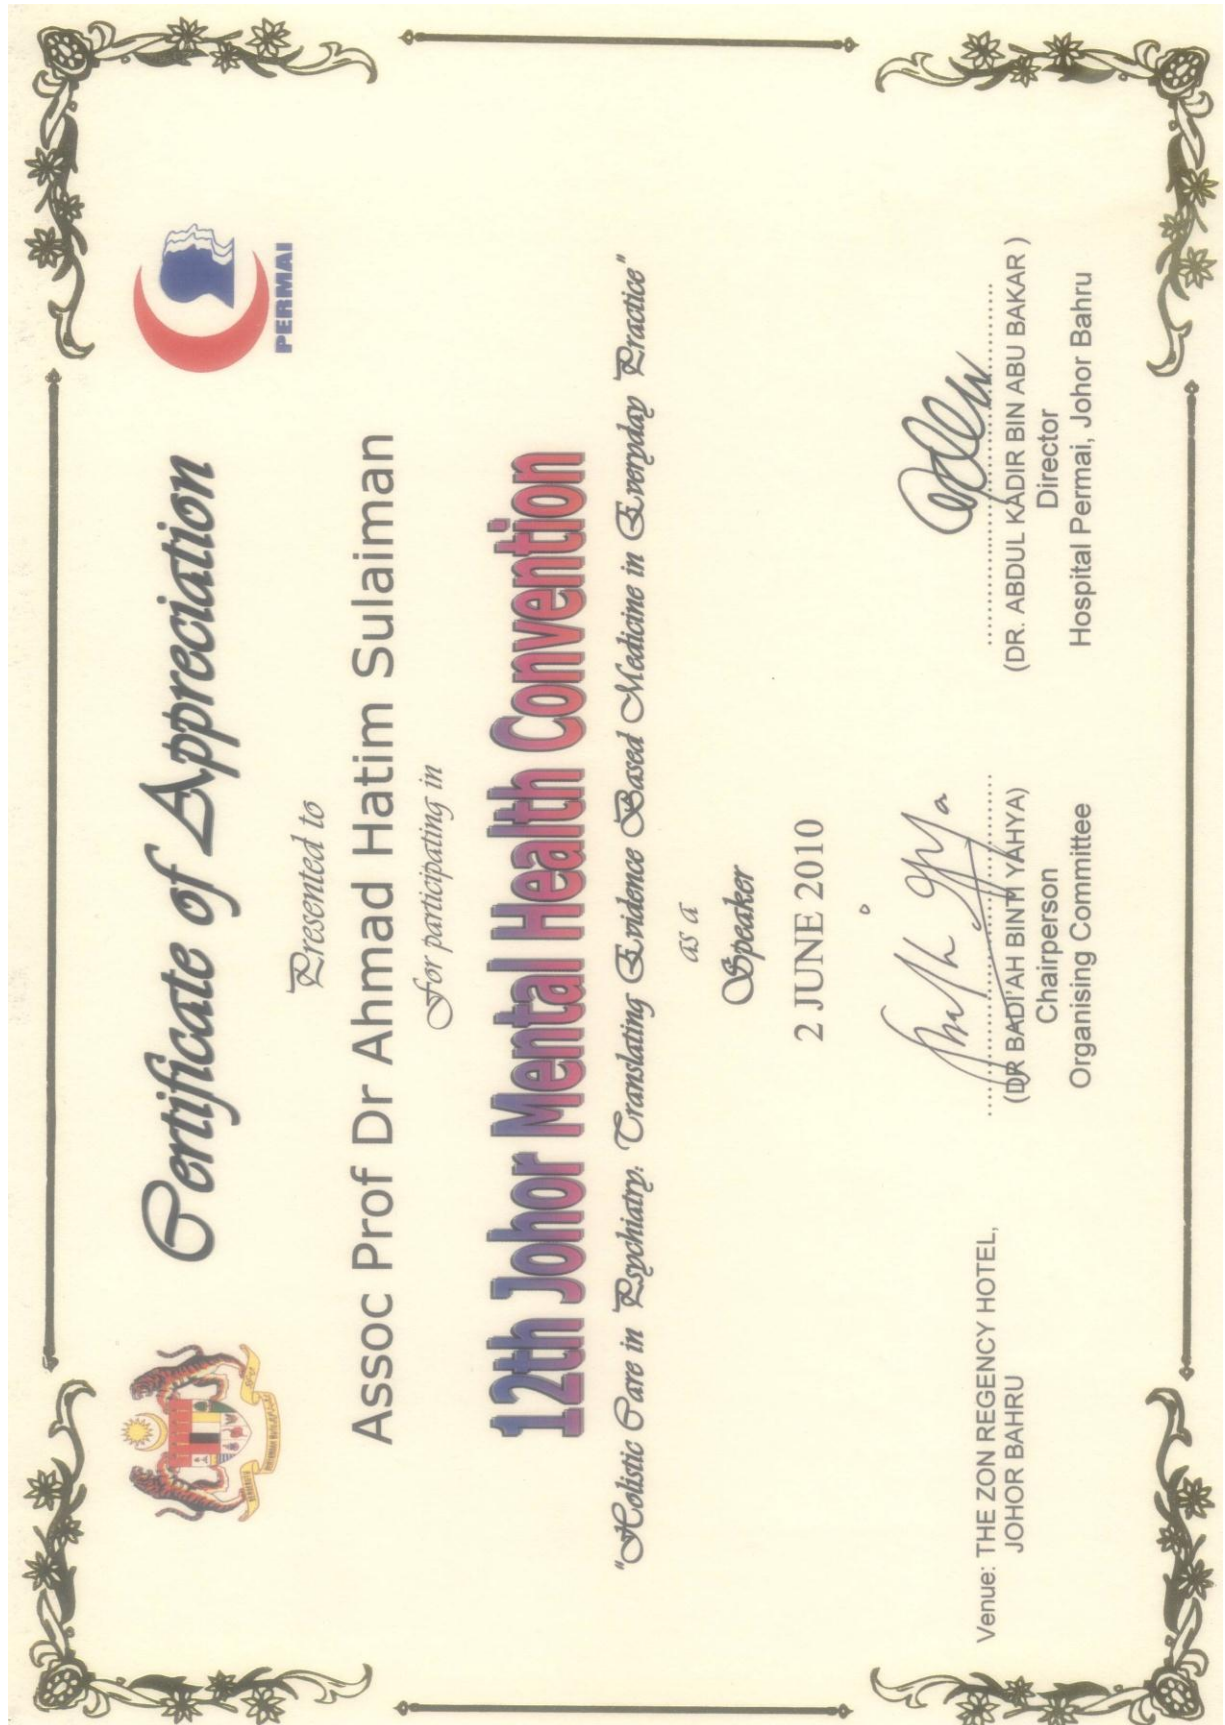 Certificate of Appreciation
PERMAI
Presented to
Assoc Prof Dr Ahmad Hatim Sulaiman
For participating in
12th Johor Mental Health Convention
"Holistic Care in Psychiatry: Translating Evidence Based Medicine in Everyday Practice"
as a
Speaker
2 JUNE 2010
Venue: THE ZON REGENCY HOTEL,
JOHOR BAHRU
(DR BADI'AH BINTI YAHYA)
Chairperson
Organising Committee
(DR. ABDUL KADIR BIN ABU BAKAR )
Director
Hospital Permai, Johor Bahru